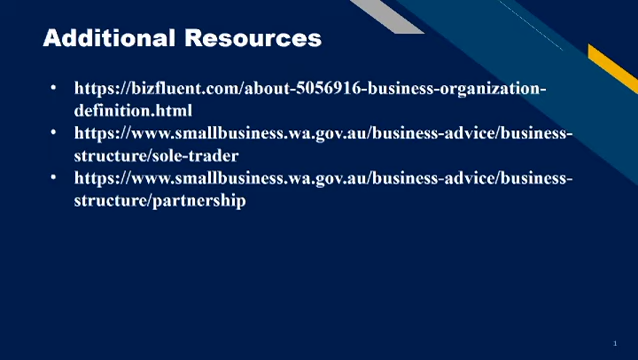 Additional Resources
• https://bizfluent.com/about-5056916-business-organization-
definition.html
• https://www.smallbusiness.wa.gov.au/business-advice/business-
structure/sole-trader
• https://www.smallbusiness.wa.gov.au/business-advice/business-
structure/partnership
1